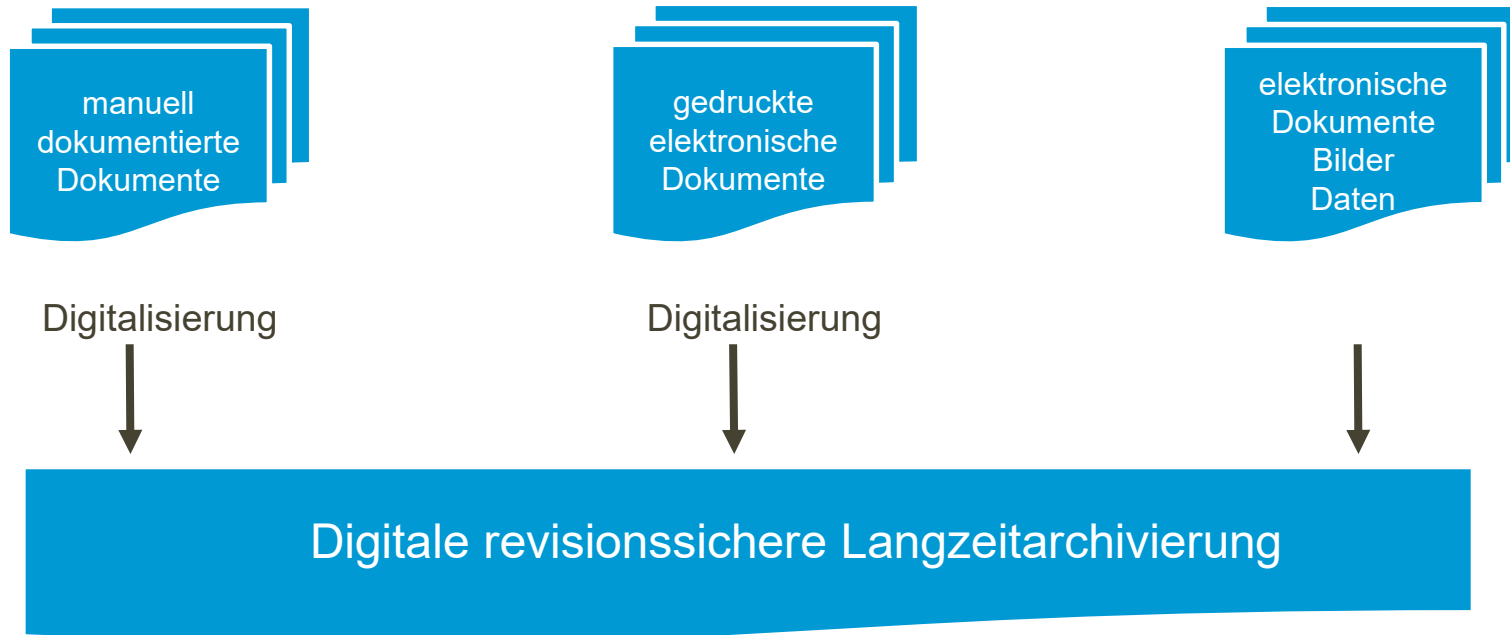 manuell
dokumentierte
Dokumente
gedruckte
elektronische
Dokumente
elektronische
Dokumente
Bilder
Daten
Digitalisierung
Digitalisierung
Digitale revisionssichere Langzeitarchivierung